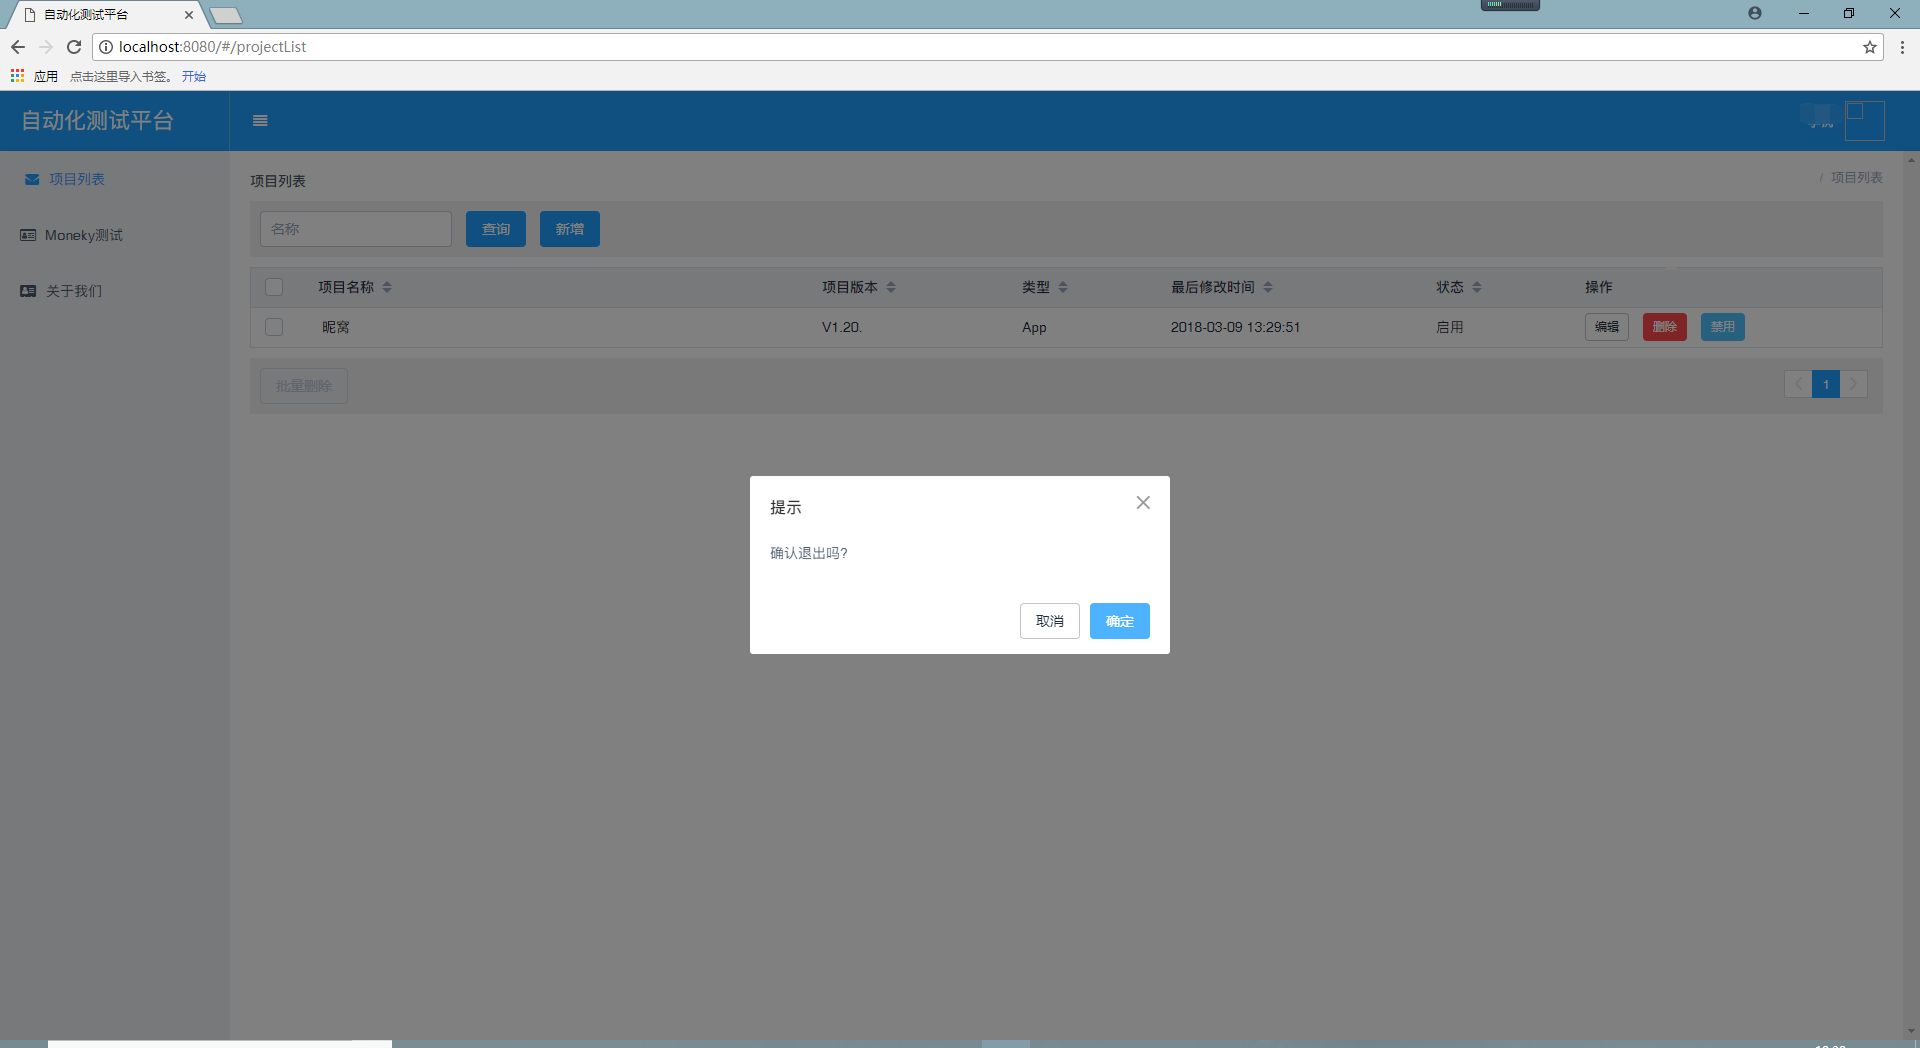 自动化测试平台
localhost:8080/#/projectList
应用 点击这里导入书签。 开始
自动化测试平台
项目列表
Moneky测试
关于我们
项目列表
/ 项目列表
名称 查询 新增
项目名称 项目版本 类型 最后修改时间 状态 操作
昵窝 V1.20. App 2018-03-09 13:29:51 启用 编辑 删除 禁用
批量删除
1
提示
确认退出吗?
取消 确定